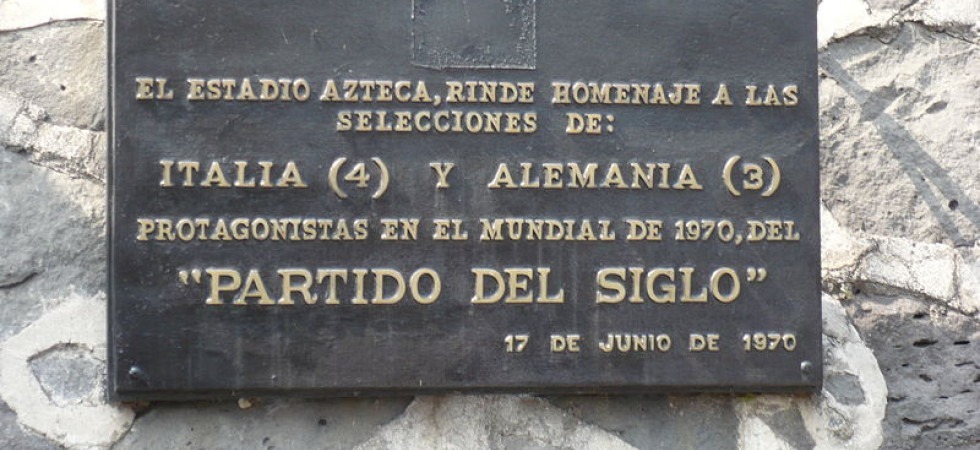 EL ESTADIO AZTECA, RINDE HOMENAJE A LAS
SELECCIONES DE:
ITALIA (4) Y ALEMANIA (3)
PROTAGONISTAS EN EL MUNDIAL DE 1970, DEL
"PARTIDO DEL SIGLO"
17 DE JUNIO DE 1970